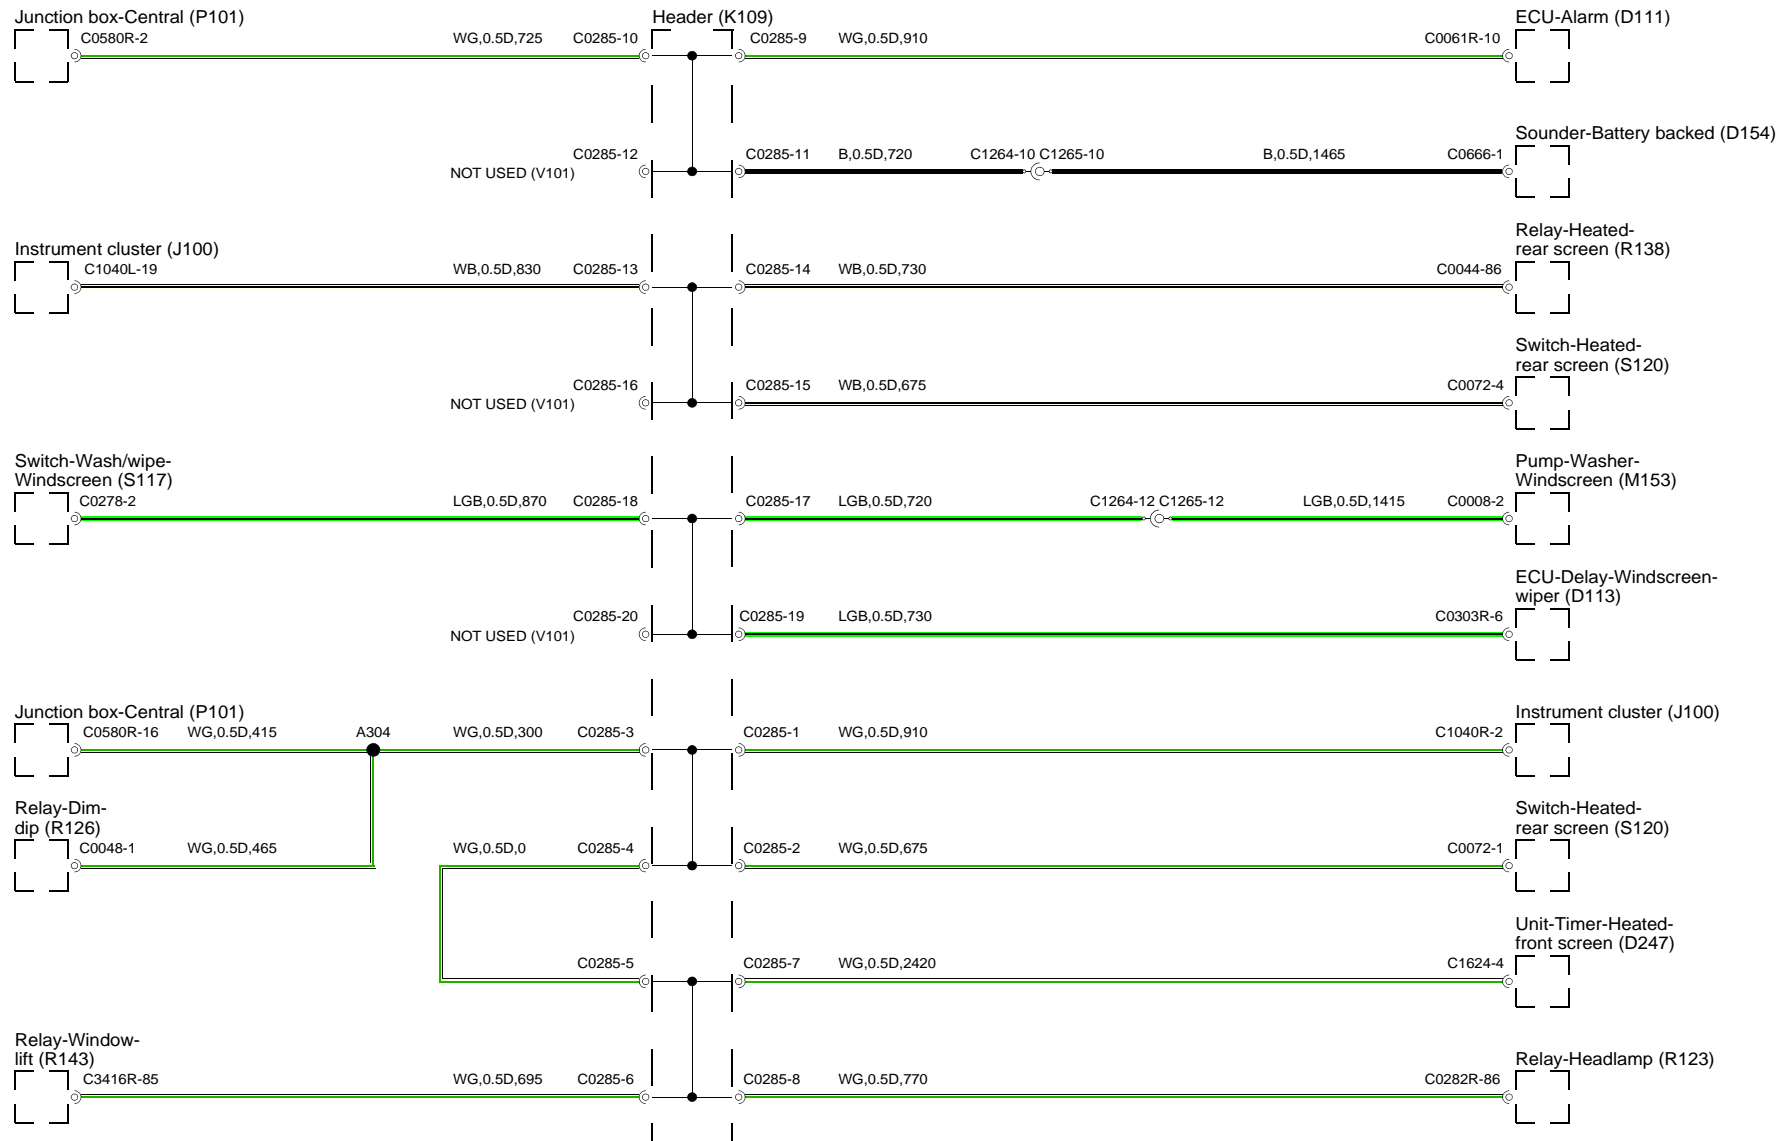 Junction box-Central (P101)
Header (K109)
ECU-Alarm (D111)
C0580R-2 WG,0.5D,725 C0285-10 C0285-9 WG,0.5D,910 C0061R-10
Sounder-Battery backed (D154)
C0285-12 C0285-11 B,0.5D,720 C1264-10 C1265-10 B,0.5D,1465 C0666-1
NOT USED (V101)
Relay-Heated-
rear screen (R138)
Instrument cluster (J100)
C1040L-19 WB,0.5D,830 C0285-13 C0285-14 WB,0.5D,730 C0044-86
Switch-Heated-
rear screen (S120)
C0285-16 C0285-15 WB,0.5D,675 C0072-4
NOT USED (V101)
Switch-Wash/wipe-
Windscreen (S117)
Pump-Washer-
Windscreen (M153)
C0278-2 LGB,0.5D,870 C0285-18 C0285-17 LGB,0.5D,720 C1264-12 C1265-12 LGB,0.5D,1415 C0008-2
ECU-Delay-Windscreen-
wiper (D113)
C0285-20 C0285-19 LGB,0.5D,730 C0303R-6
NOT USED (V101)
Junction box-Central (P101)
Instrument cluster (J100)
C0580R-16 WG,0.5D,415 A304 WG,0.5D,300 C0285-3 C0285-1 WG,0.5D,910 C1040R-2
Relay-Dim-
dip (R126)
Switch-Heated-
rear screen (S120)
C0048-1 WG,0.5D,465 WG,0.5D,0 C0285-4 C0285-2 WG,0.5D,675 C0072-1
Unit-Timer-Heated-
front screen (D247)
C0285-5 C0285-7 WG,0.5D,2420 C1624-4
Relay-Window-
lift (R143)
Relay-Headlamp (R123)
C3416R-85 WG,0.5D,695 C0285-6 C0285-8 WG,0.5D,770 C0282R-86